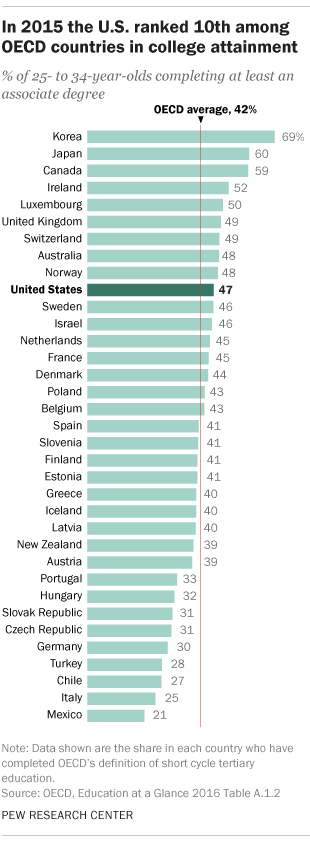 In 2015 the U.S. ranked 10th among
OECD countries in college attainment
% of 25- to 34-year-olds completing at least an
associate degree
OECD average, 42%
Korea 69%
Japan 60
Canada 59
Ireland 52
Luxembourg 50
United Kingdom 49
Switzerland 49
Australia 48
Norway 48
United States 47
Sweden 46
Israel 46
Netherlands 45
France 45
Denmark 44
Poland 43
Belgium 43
Spain 41
Slovenia 41
Finland 41
Estonia 41
Greece 40
Iceland 40
Latvia 40
New Zealand 39
Austria 39
Portugal 33
Hungary 32
Slovak Republic 31
Czech Republic 31
Germany 30
Turkey 28
Chile 27
Italy 25
Mexico 21
Note: Data shown are the share in each country who have
completed OECD's definition of short cycle tertiary
education.
Source: OECD, Education at a Glance 2016 Table A.1.2
PEW RESEARCH CENTER